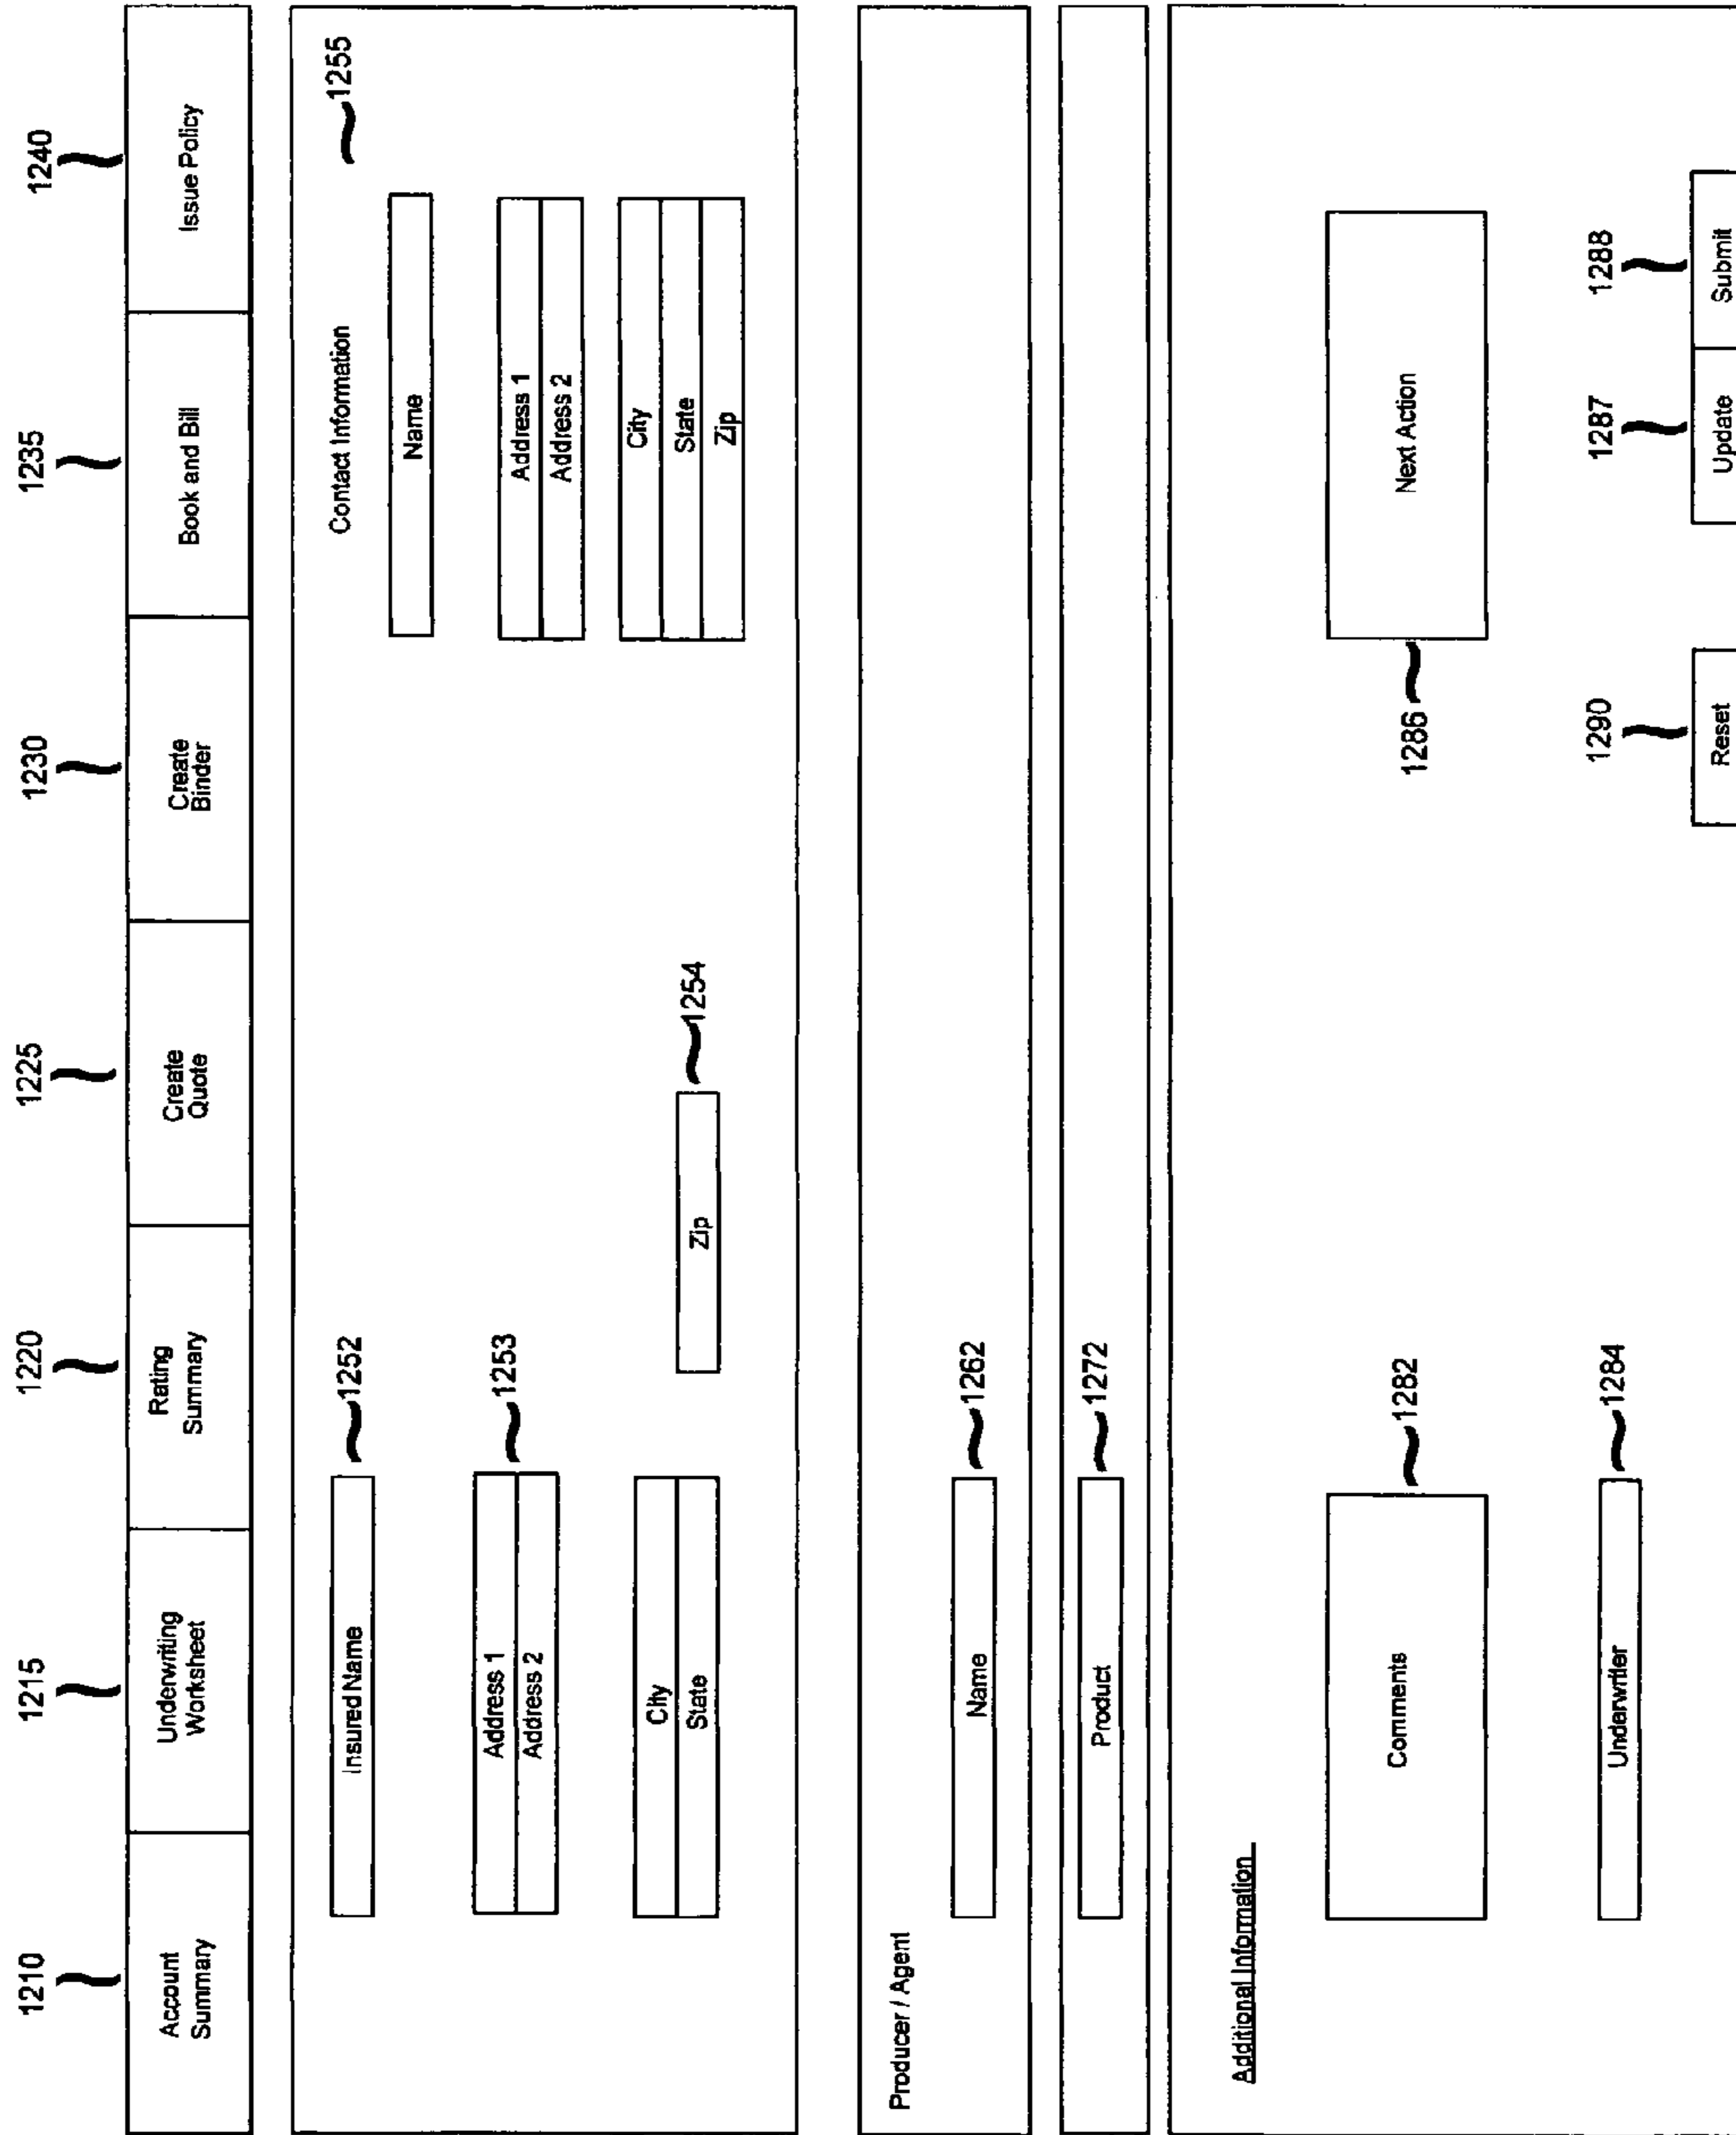 1210
1215
1220
1225
1230
1235
1240
Account
Summary
Underwriting
Worksheet
Rating
Summary
Create
Quote
Create
Binder
Book and Bill
Issue Policy
Insured Name
1252
Address 1
Address 2
1253
City
State
Zip
1254
Contact Information
1255
Name
Address 1
Address 2
City
State
Zip
Producer / Agent
Name
1262
Product
1272
Additional Information
Comments
1282
1286
Next Action
Underwriter
1284
1290
1287
1288
Reset
Update
Submit